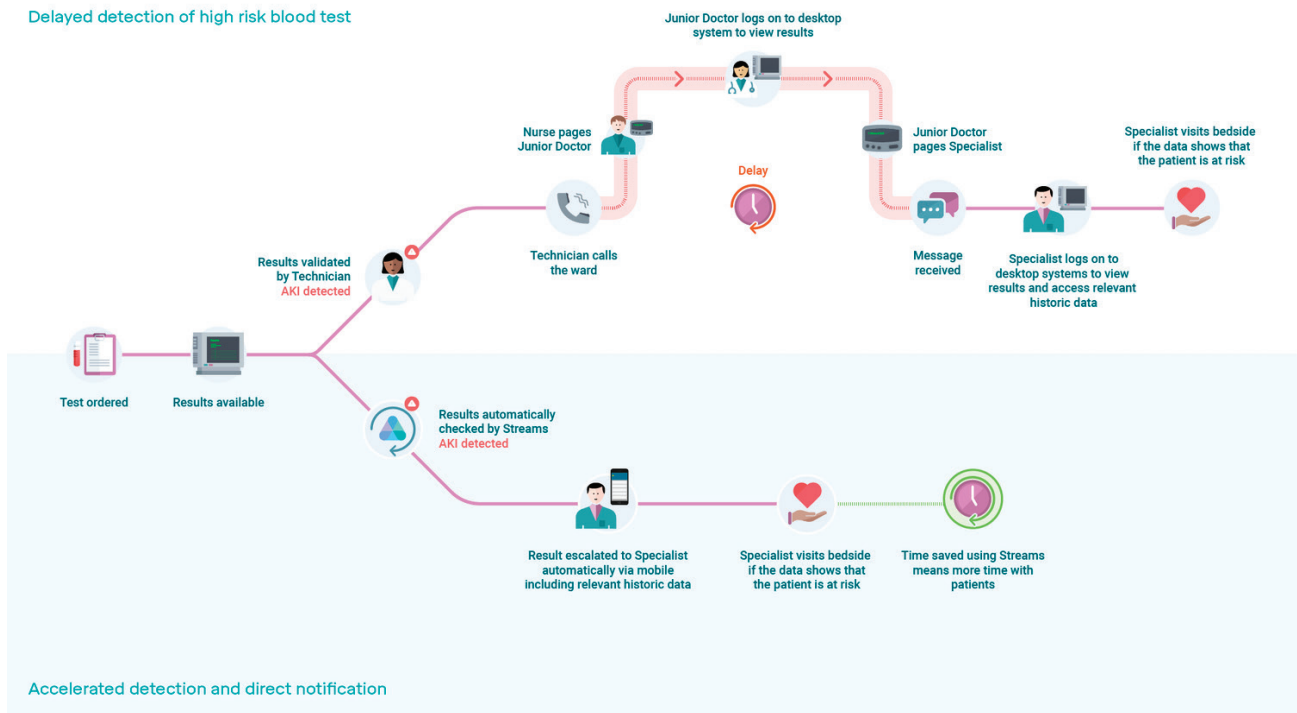 Delayed detection of high risk blood test
Junior Doctor logs on to desktop
system to view results
Nurse pages
Junior Doctor
Junior Doctor
pages Specialist
Specialist visits bedside
if the data shows that
the patient is at risk
Delay
Results validated
by Technician
AKI detected
Technician calls
the ward
Message
received
Specialist logs on to
desktop systems to view
results and access relevant
historic data
Test ordered
Results available
Results automatically
checked by Streams
AKI detected
Result escalated to Specialist
automatically via mobile
including relevant historic data
Specialist visits bedside
if the data shows that
the patient is at risk
Time saved using Streams
means more time with
patients
Accelerated detection and direct notification